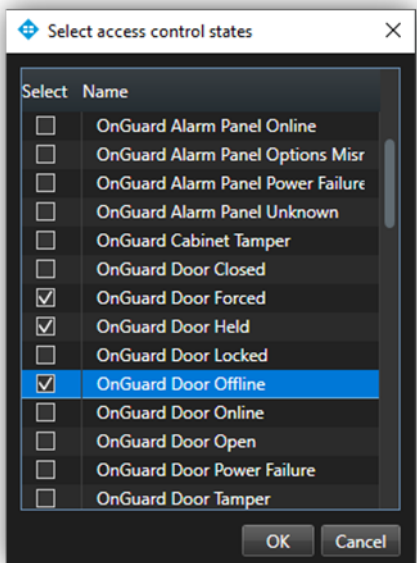 Select access control states
Select Name
OnGuard Alarm Panel Online
OnGuard Alarm Panel Options Misr
OnGuard Alarm Panel Power Failure
OnGuard Alarm Panel Unknown
OnGuard Cabinet Tamper
OnGuard Door Closed
OnGuard Door Forced
OnGuard Door Held
OnGuard Door Locked
OnGuard Door Offline
OnGuard Door Online
OnGuard Door Open
OnGuard Door Power Failure
OnGuard Door Tamper
OK Cancel